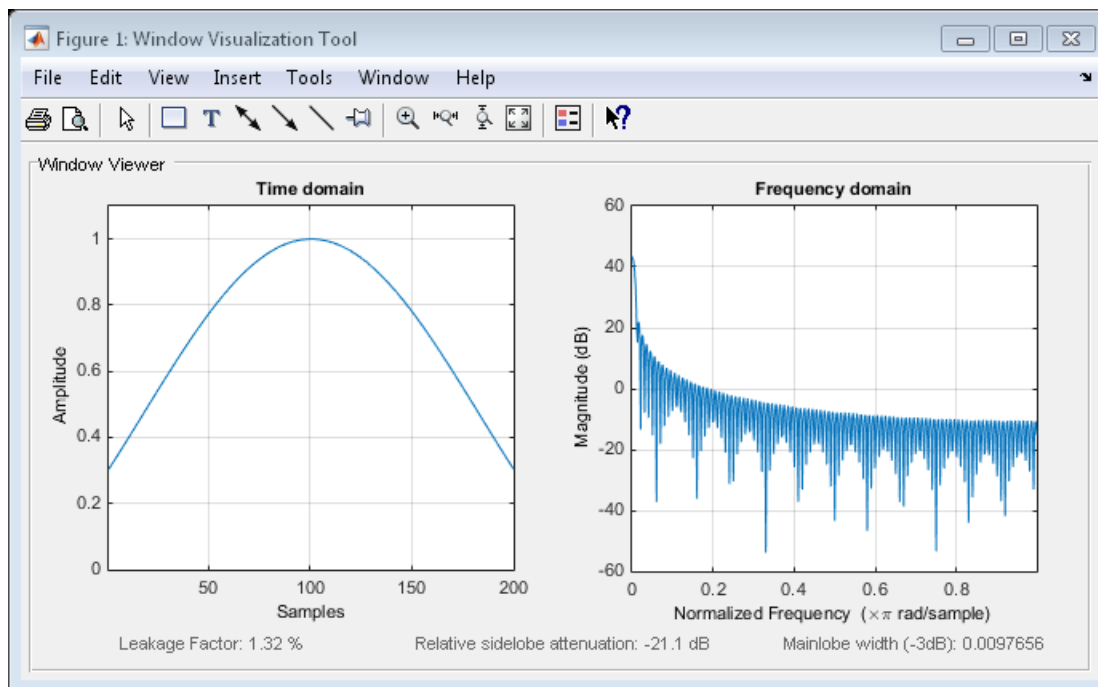 Figure 1: Window Visualization Tool
File Edit View Insert Tools Window Help
T
?
Window Viewer
Time domain
Amplitude
1
0.8
0.6
0.4
0.2
0
50 100 150 200
Samples
Frequency domain
Magnitude (dB)
60
40
20
0
-20
-40
-60
0 0.2 0.4 0.6 0.8
Normalized Frequency (×π rad/sample)
Leakage Factor: 1.32 % Relative sidelobe attenuation: -21.1 dB Mainlobe width (-3dB): 0.0097656